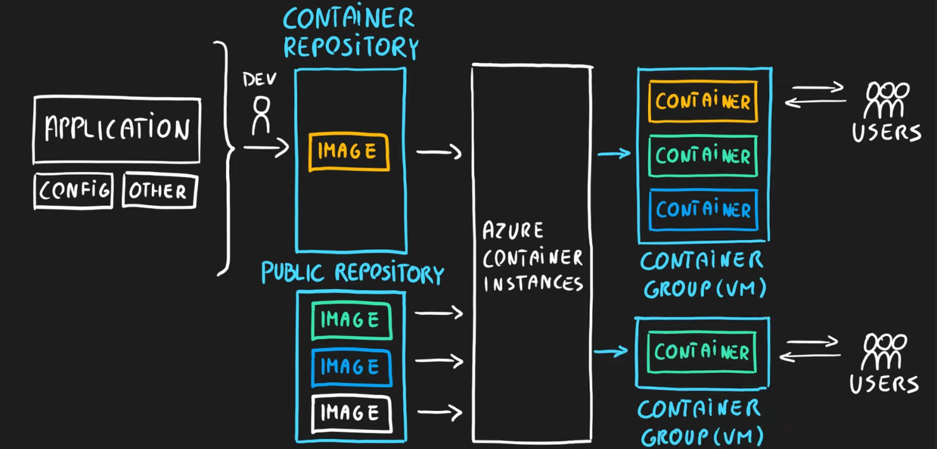 CONTAINER
REPOSITORY
DEV
APPLICATION
CONFIG
OTHER
IMAGE
PUBLIC REPOSITORY
IMAGE
IMAGE
IMAGE
AZURE
CONTAINER
INSTANCES
CONTAINER
CONTAINER
CONTAINER
CONTAINER
GROUP (VM)
USERS
CONTAINER
CONTAINER
GROUP (VM)
USERS